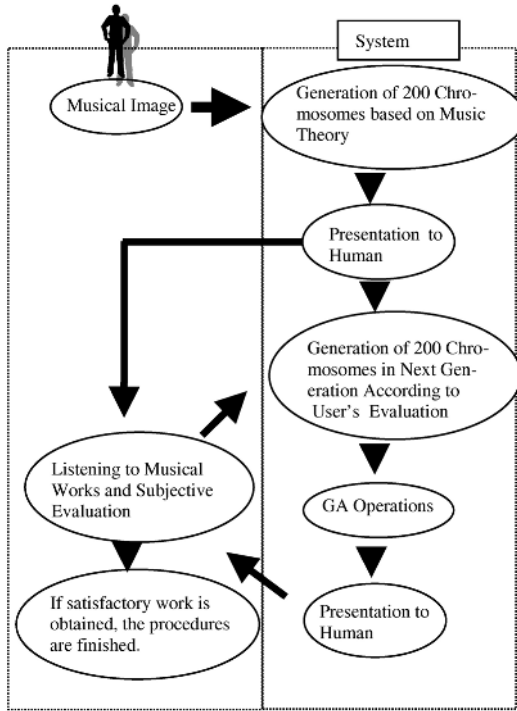 System
Musical Image
Generation of 200 Chro-
mosomes based on Music
Theory
Presentation to
Human
Generation of 200 Chro-
mosomes in Next Gen-
eration According to
User's Evaluation
Listening to Musical
Works and Subjective
Evaluation
GA Operations
If satisfactory work is
obtained, the procedures
are finished.
Presentation to
Human